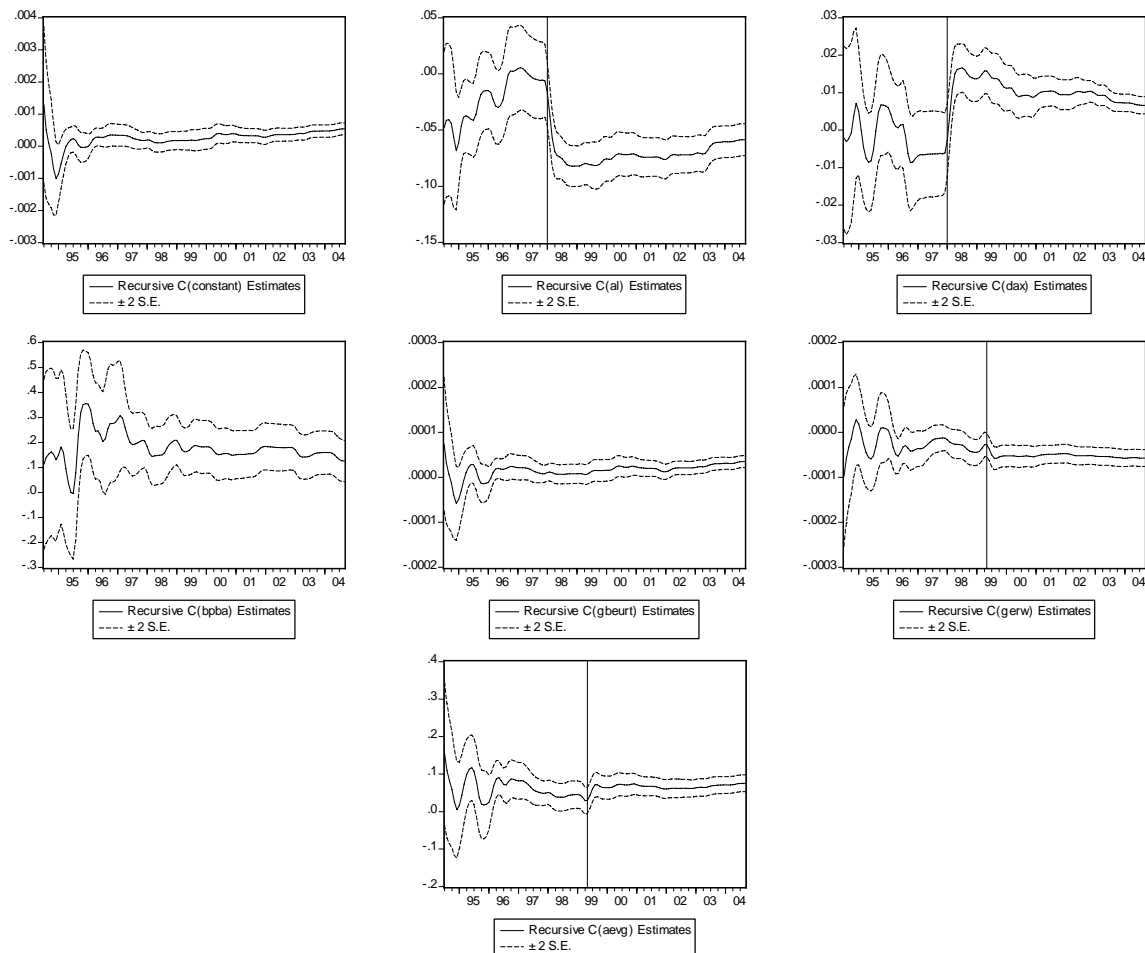 .004
.003
.002
.001
.000
-.001
-.002
-.003
95 96 97 98 99 00 01 02 03 04
Recursive C(constant) Estimates
± 2 S.E.
.05
.00
-.05
-.10
-.15
95 96 97 98 99 00 01 02 03 04
Recursive C(al) Estimates
± 2 S.E.
.03
.02
.01
.00
-.01
-.02
-.03
95 96 97 98 99 00 01 02 03 04
Recursive C(dax) Estimates
± 2 S.E.
.6
.5
.4
.3
.2
.1
.0
-.1
-.2
-.3
95 96 97 98 99 00 01 02 03 04
Recursive C(bpba) Estimates
± 2 S.E.
.0003
.0002
.0001
.0000
-.0001
-.0002
95 96 97 98 99 00 01 02 03 04
Recursive C(gbeurt) Estimates
± 2 S.E.
.0002
.0001
.0000
-.0001
-.0002
-.0003
95 96 97 98 99 00 01 02 03 04
Recursive C(gerw) Estimates
± 2 S.E.
.4
.3
.2
.1
.0
-.1
-.2
95 96 97 98 99 00 01 02 03 04
Recursive C(aevg) Estimates
± 2 S.E.